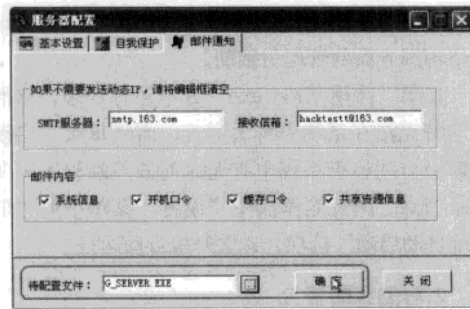 服务器配置
基本设置 自我保护 邮件通知
如果不需要发送动态IP，请将编辑框清空
SMTP服务器： smtp.163.com 接收信箱： hacktestt@163.com
邮件内容
系统信息 开机口令 缓存口令 共享资源信息
待配置文件： G_SERVER.EXE 确定 关闭